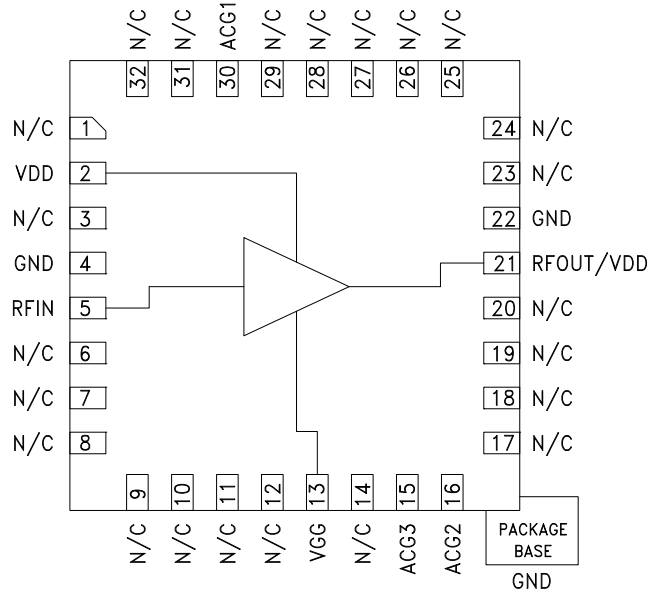 N/C N/C ACG1 N/C N/C N/C N/C N/C
32 31 30 29 28 27 26 25
N/C 1 24 N/C
VDD 2 23 N/C
N/C 3 22 GND
GND 4 21 RFOUT/VDD
RFIN 5 20 N/C
N/C 6 19 N/C
N/C 7 18 N/C
N/C 8 17 N/C
9 10 11 12 13 14 15 16
N/C N/C N/C N/C VGG N/C ACG3 ACG2
PACKAGE
BASE
GND